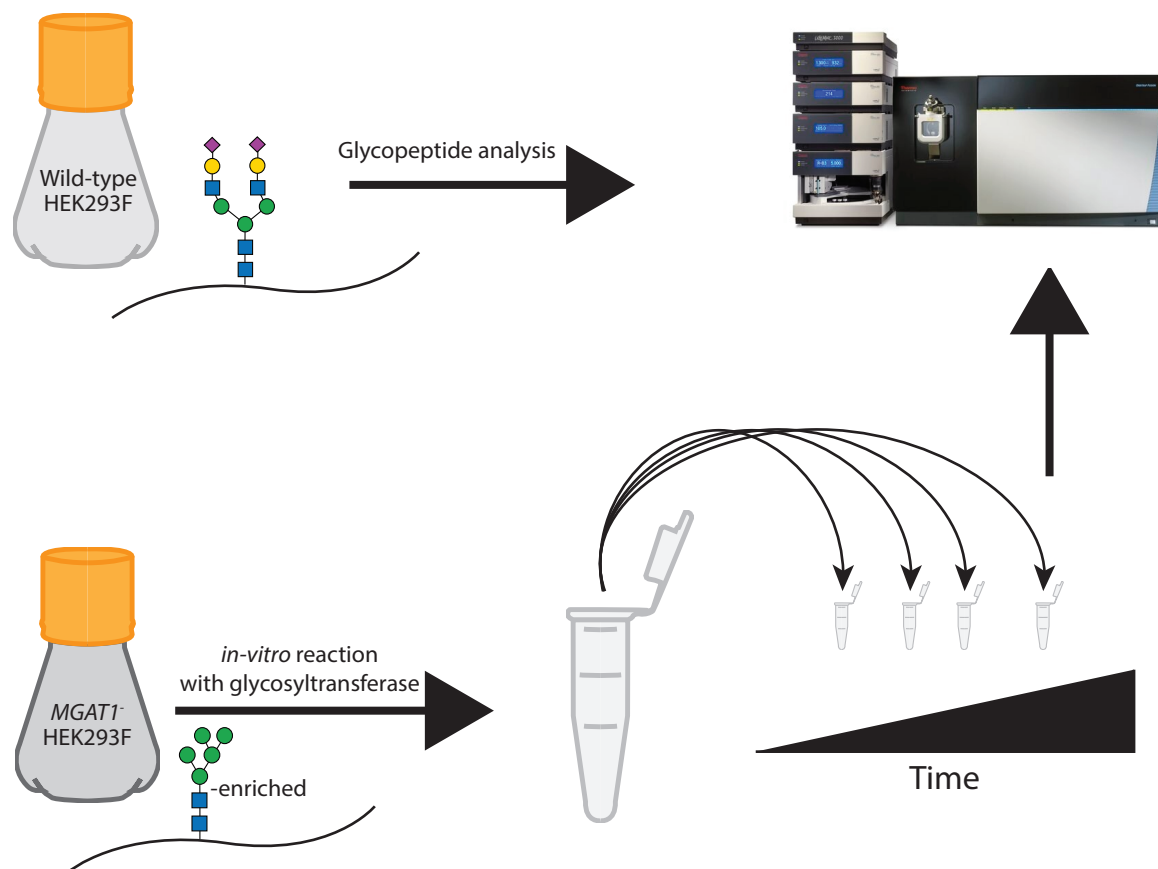 Wild-type
HEK293F
Glycopeptide analysis
MGAT1-
HEK293F
in-vitro reaction
with glycosyltransferase
-enriched
Time